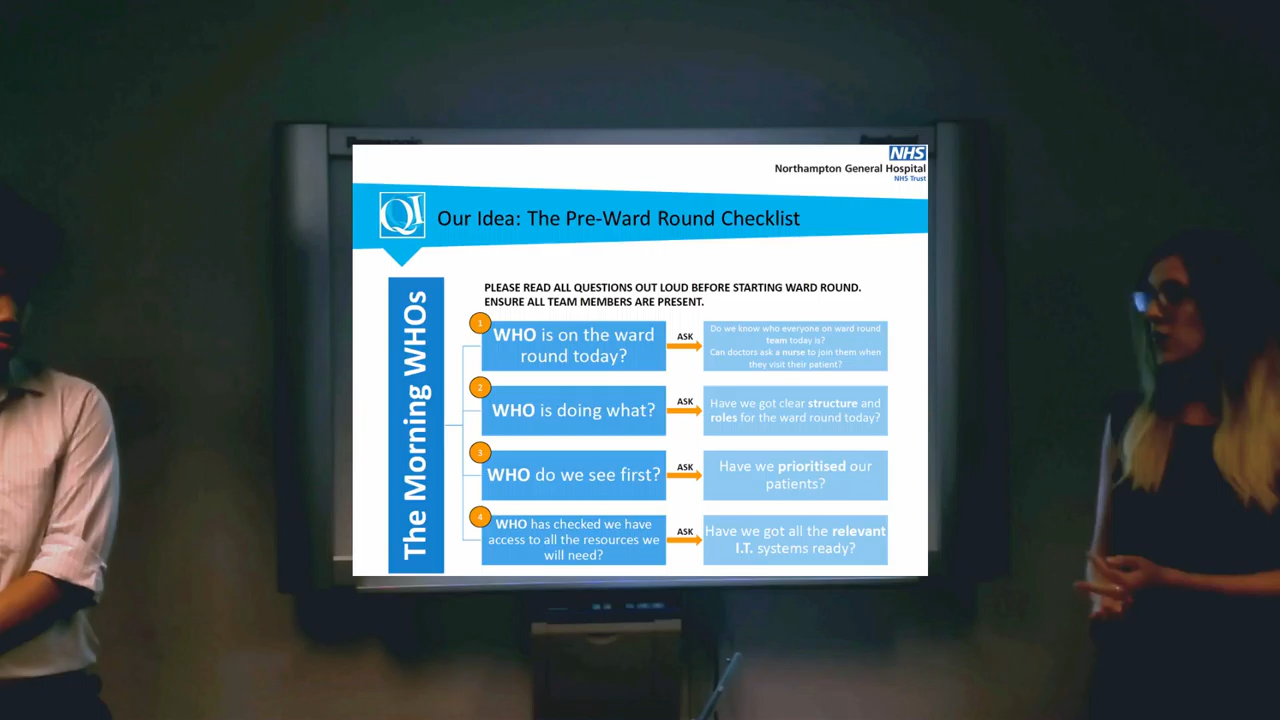 NHS
Northampton General Hospital
NHS Trust
QI
Our Idea: The Pre-Ward Round Checklist
The Morning WHOs
PLEASE READ ALL QUESTIONS OUT LOUD BEFORE STARTING WARD ROUND.
ENSURE ALL TEAM MEMBERS ARE PRESENT.
1
WHO is on the ward
round today?
ASK
Do we know who everyone on ward round
team today is?
Can doctors ask a nurse to join them when
they visit their patient?
2
WHO is doing what?
ASK
Have we got clear structure and
roles for the ward round today?
3
WHO do we see first?
ASK
Have we prioritised our
patients?
4
WHO has checked we have
access to all the resources we
will need?
ASK
Have we got all the relevant
I.T. systems ready?